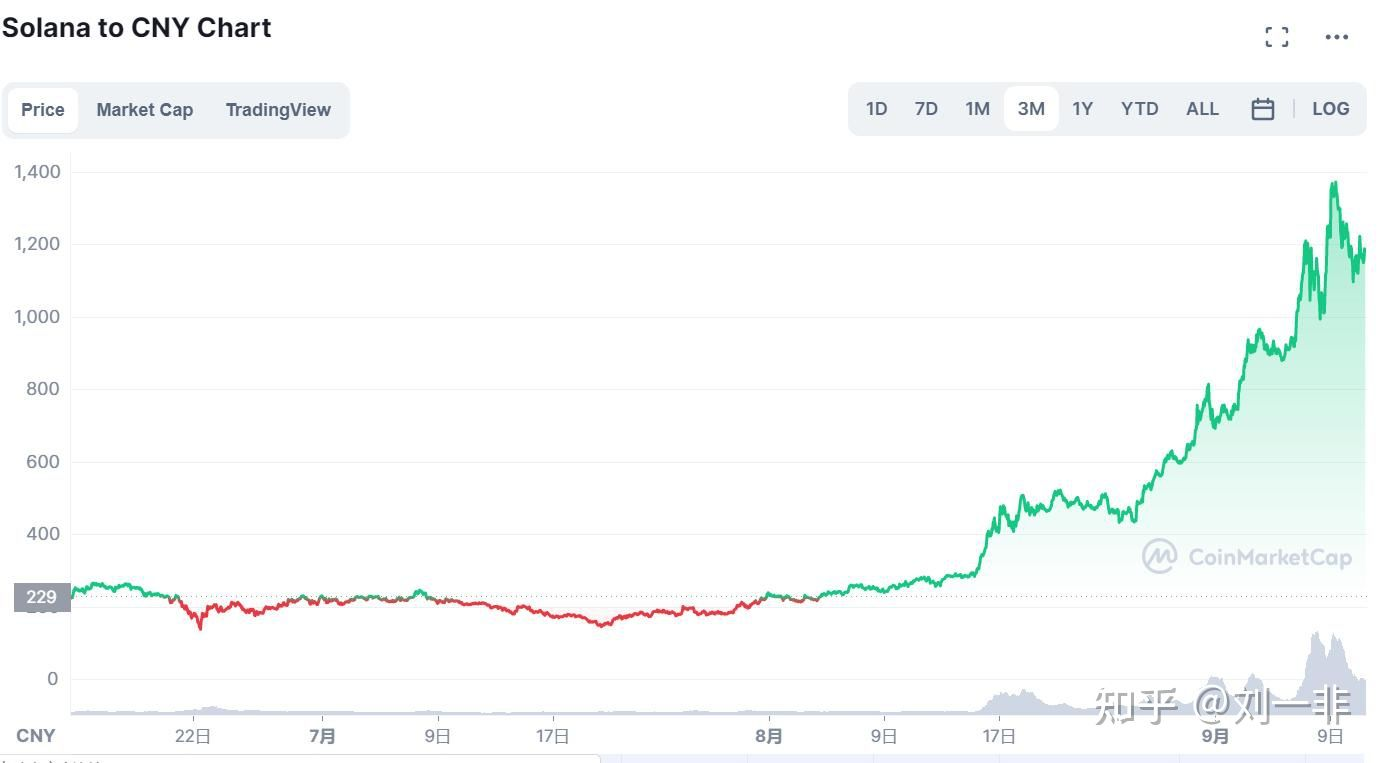 Solana to CNY Chart
Price Market Cap TradingView
1D 7D 1M 3M 1Y YTD ALL LOG
1,400
1,200
1,000
800
600
400
229
0
CoinMarketCap
知乎 @刘一非
CNY 22日 7月 9日 17日 8月 9日 17日 9月 9日